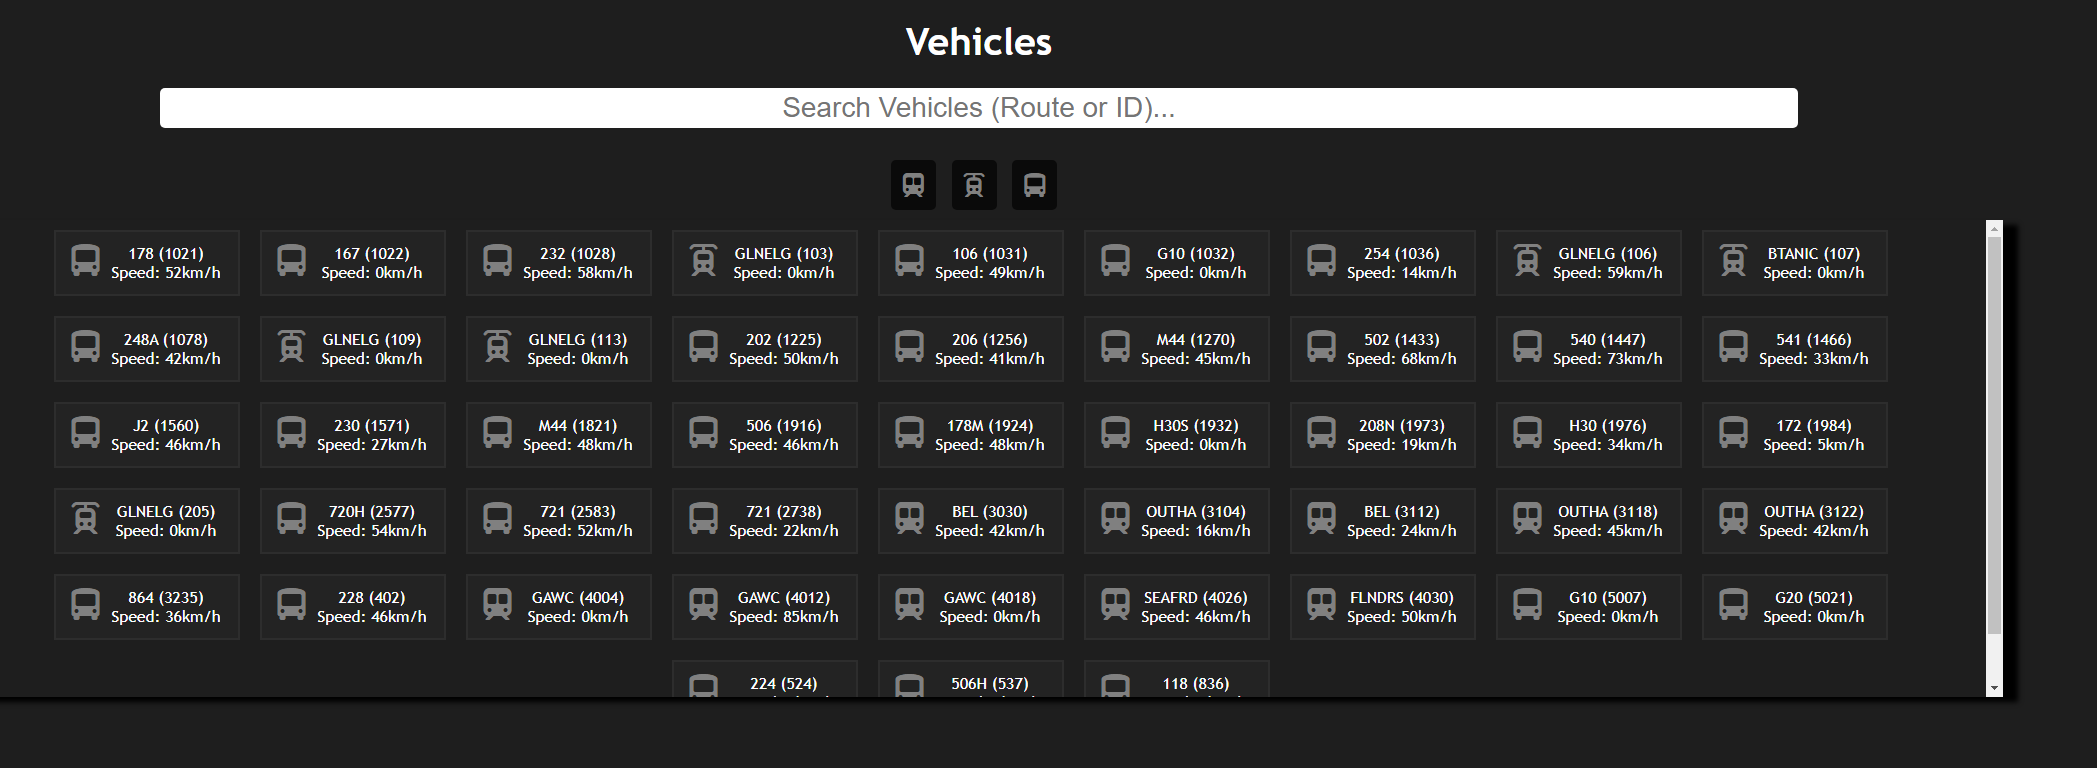 Vehicles
Search Vehicles (Route or ID)...
178 (1021)
Speed: 52km/h
167 (1022)
Speed: 0km/h
232 (1028)
Speed: 58km/h
GLNELG (103)
Speed: 0km/h
106 (1031)
Speed: 49km/h
G10 (1032)
Speed: 0km/h
254 (1036)
Speed: 14km/h
GLNELG (106)
Speed: 59km/h
BTANIC (107)
Speed: 0km/h
248A (1078)
Speed: 42km/h
GLNELG (109)
Speed: 0km/h
GLNELG (113)
Speed: 0km/h
202 (1225)
Speed: 50km/h
206 (1256)
Speed: 41km/h
M44 (1270)
Speed: 45km/h
502 (1433)
Speed: 68km/h
540 (1447)
Speed: 73km/h
541 (1466)
Speed: 33km/h
J2 (1560)
Speed: 46km/h
230 (1571)
Speed: 27km/h
M44 (1821)
Speed: 48km/h
506 (1916)
Speed: 46km/h
178M (1924)
Speed: 48km/h
H30S (1932)
Speed: 0km/h
208N (1973)
Speed: 19km/h
H30 (1976)
Speed: 34km/h
172 (1984)
Speed: 5km/h
GLNELG (205)
Speed: 0km/h
720H (2577)
Speed: 54km/h
721 (2583)
Speed: 52km/h
721 (2738)
Speed: 22km/h
BEL (3030)
Speed: 42km/h
OUTHA (3104)
Speed: 16km/h
BEL (3112)
Speed: 24km/h
OUTHA (3118)
Speed: 45km/h
OUTHA (3122)
Speed: 42km/h
864 (3235)
Speed: 36km/h
228 (402)
Speed: 46km/h
GAWC (4004)
Speed: 0km/h
GAWC (4012)
Speed: 85km/h
GAWC (4018)
Speed: 0km/h
SEAFRD (4026)
Speed: 46km/h
FLNDRS (4030)
Speed: 50km/h
G10 (5007)
Speed: 0km/h
G20 (5021)
Speed: 0km/h
224 (524)
506H (537)
118 (836)